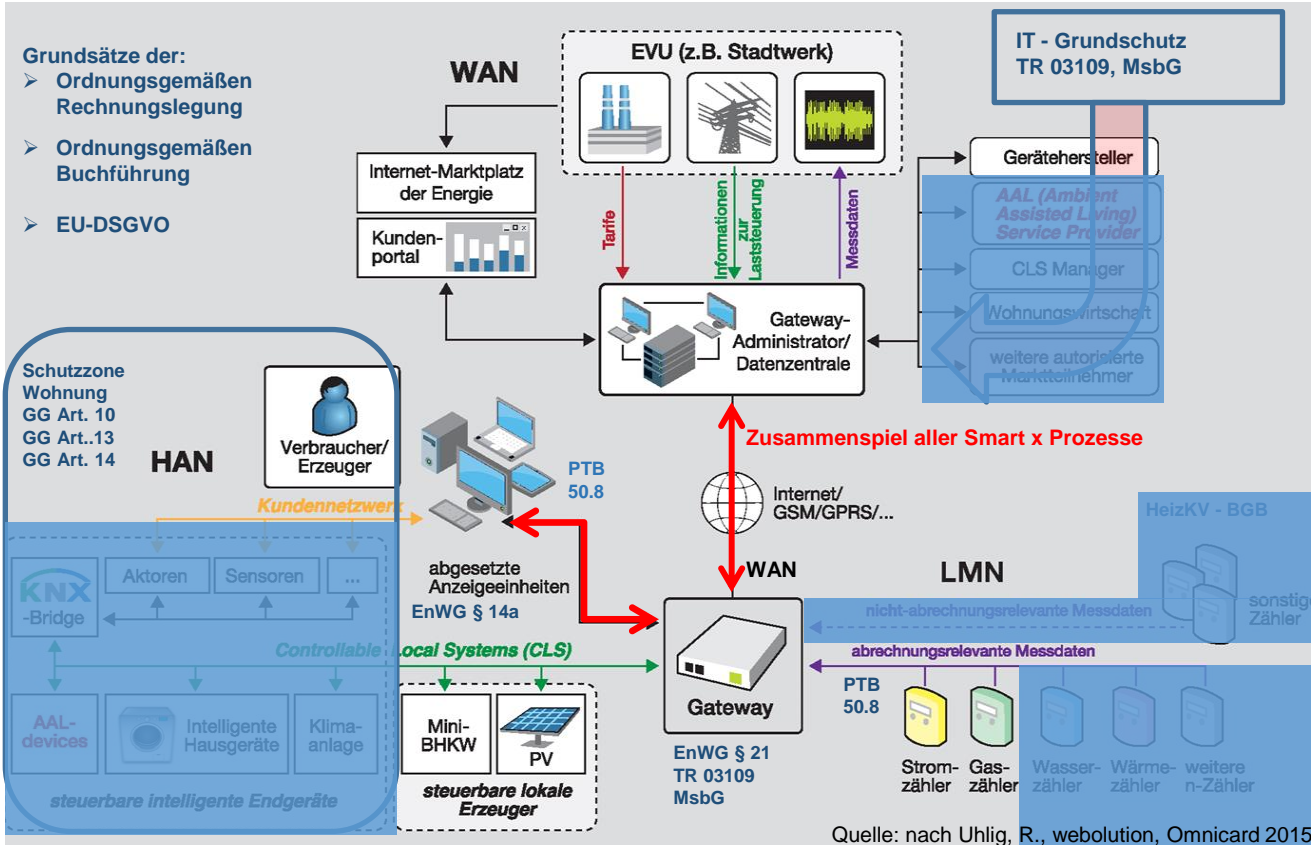 Grundsätze der:
➢ Ordnungsgemäßen
Rechnungslegung
➢ Ordnungsgemäßen
Buchführung
➢ EU-DSGVO
WAN
EVU (z.B. Stadtwerk)
IT - Grundschutz
TR 03109, MsbG
Internet-Marktplatz
der Energie
Kunden-
portal
Tarife
Informationen
zur
Laststeuerung
Messdaten
Gerätehersteller
AAL (Ambient
Assisted Living)
Service Provider
CLS Manager
Wohnungswirtschaft
weitere autorisierte
Marktteilnehmer
Gateway-
Administrator/
Datenzentrale
Schutzzone
Wohnung
GG Art. 10
GG Art..13
GG Art. 14
HAN
Verbraucher/
Erzeuger
Kundennetzwerk
PTB
50.8
Zusammenspiel aller Smart x Prozesse
Internet/
GSM/GPRS/...
HeizKV - BGB
KNX
-Bridge
Aktoren
Sensoren
...
abgesetzte
Anzeigeeinheiten
EnWG § 14a
WAN
LMN
nicht-abrechnungsrelevante Messdaten
sonstige
Zähler
Controllable Local Systems (CLS)
abrechnungsrelevante Messdaten
AAL-
devices
Intelligente
Hausgeräte
Klima-
anlage
steuerbare intelligente Endgeräte
Mini-
BHKW
PV
steuerbare lokale
Erzeuger
Gateway
EnWG § 21
TR 03109
MsbG
PTB
50.8
Strom-
zähler
Gas-
zähler
Wasser-
zähler
Wärme-
zähler
weitere
n-Zähler
Quelle: nach Uhlig, R., webolution, Omnicard 2015